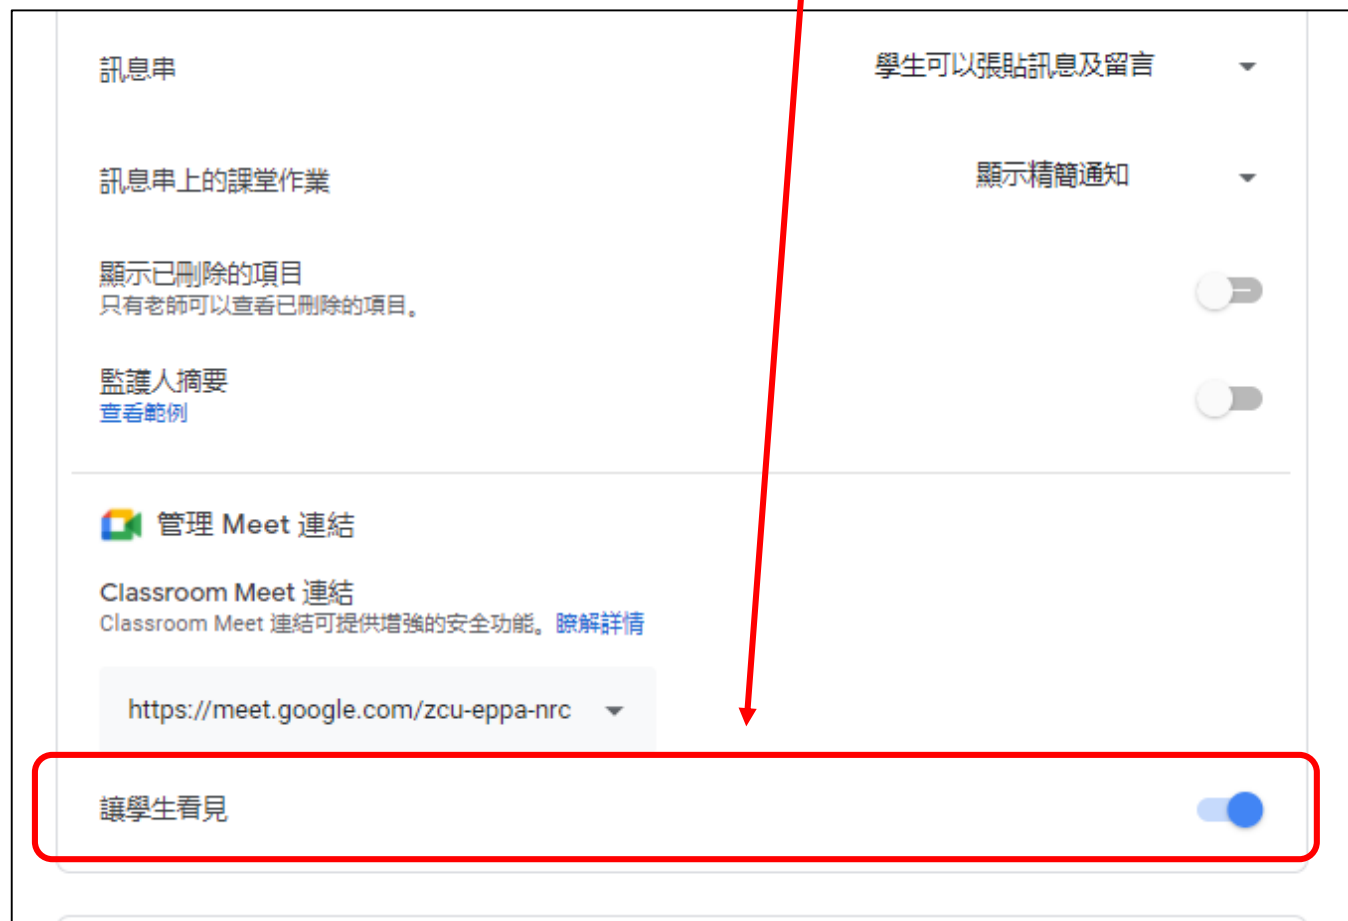 訊息串
學生可以張貼訊息及留言
訊息串上的課堂作業
顯示精簡通知
顯示已刪除的項目
只有老師可以查看已刪除的項目。
監護人摘要
查看範例
管理 Meet 連結
Classroom Meet 連結
Classroom Meet 連結可提供增強的安全功能。瞭解詳情
https://meet.google.com/zcu-eppa-nrc
讓學生看見